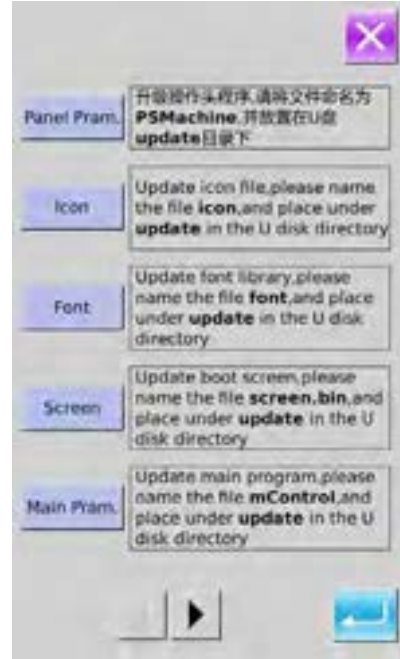 Panel Pram.
升级操作头程序,请将文件命名为
PSMachine,并放置在U盘
update目录下
Icon
Update icon file,please name
the file icon,and place under
update in the U disk directory
Font
Update font library,please
name the file font,and place
under update in the U disk
directory
Screen
Update boot screen,please
name the file screen.bin,and
place under update in the U
disk directory
Main Pram.
Update main program,please
name the file mControl,and
place under update in the U
disk directory